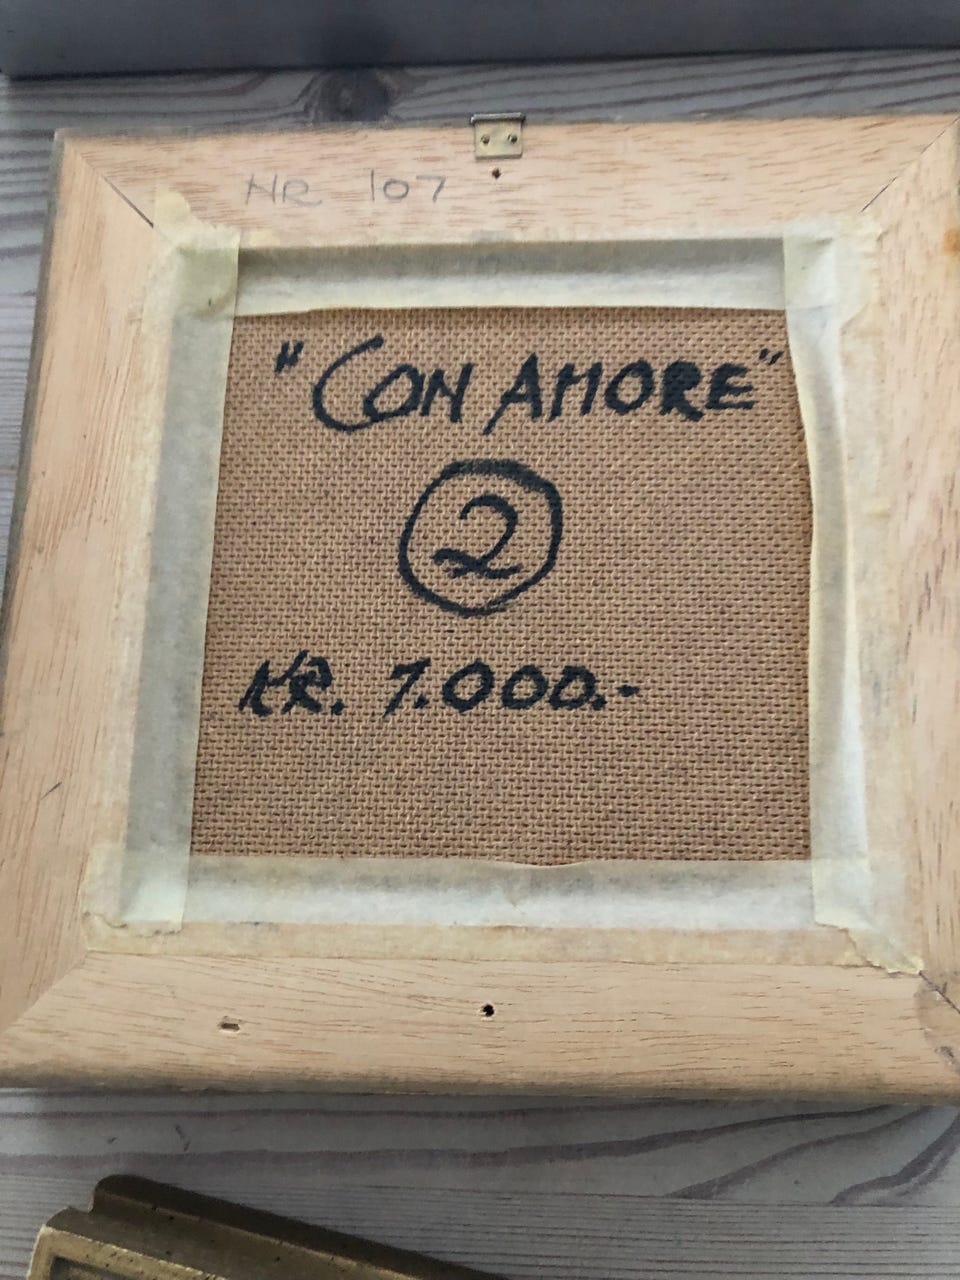 NR 107
"CON AMORE"
2
KR. 7.000.-